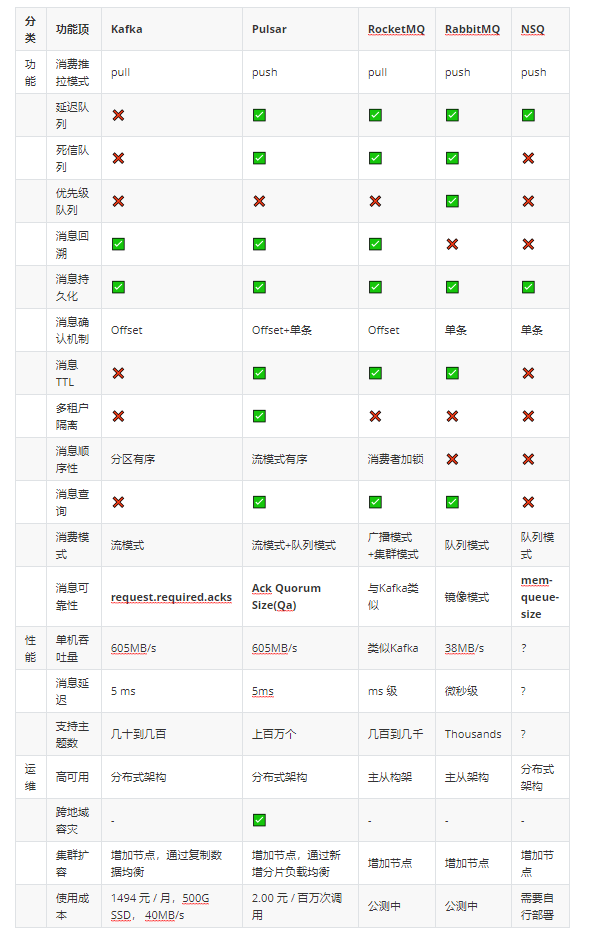 分类 功能项 Kafka Pulsar RocketMQ RabbitMQ NSQ
功能 消费推拉模式 pull push pull push push
延迟队列 ❌ ✅ ✅ ✅ ✅
死信队列 ❌ ✅ ✅ ✅ ❌
优先级队列 ❌ ❌ ❌ ✅ ❌
消息回溯 ✅ ✅ ✅ ❌ ❌
消息持久化 ✅ ✅ ✅ ✅ ✅
消息确认机制 Offset Offset+单条 Offset 单条 单条
消息TTL ❌ ✅ ✅ ✅ ❌
多租户隔离 ❌ ✅ ❌ ❌ ❌
消息顺序性 分区有序 流模式有序 消费者加锁 ❌ ❌
消息查询 ❌ ✅ ✅ ✅ ❌
消费模式 流模式 流模式+队列模式 广播模式+集群模式 队列模式 队列模式
消息可靠性 request.required.acks Ack Quorum Size(Qa) 与Kafka类似 镜像模式 mem-queue-size
性能 单机吞吐量 605MB/s 605MB/s 类似Kafka 38MB/s ?
消息延迟 5 ms 5ms ms 级 微秒级 ?
支持主题数 几十到几百 上百万个 几百到几千 Thousands ?
运维 高可用 分布式架构 分布式架构 主从构架 主从架构 分布式架构
跨地域容灾 - ✅ - - -
集群扩容 增加节点，通过复制数据均衡 增加节点，通过新增分片负载均衡 增加节点 增加节点 增加节点
使用成本 1494 元 / 月，500G SSD， 40MB/s 2.00 元 / 百万次调用 公测中 公测中 需要自行部署